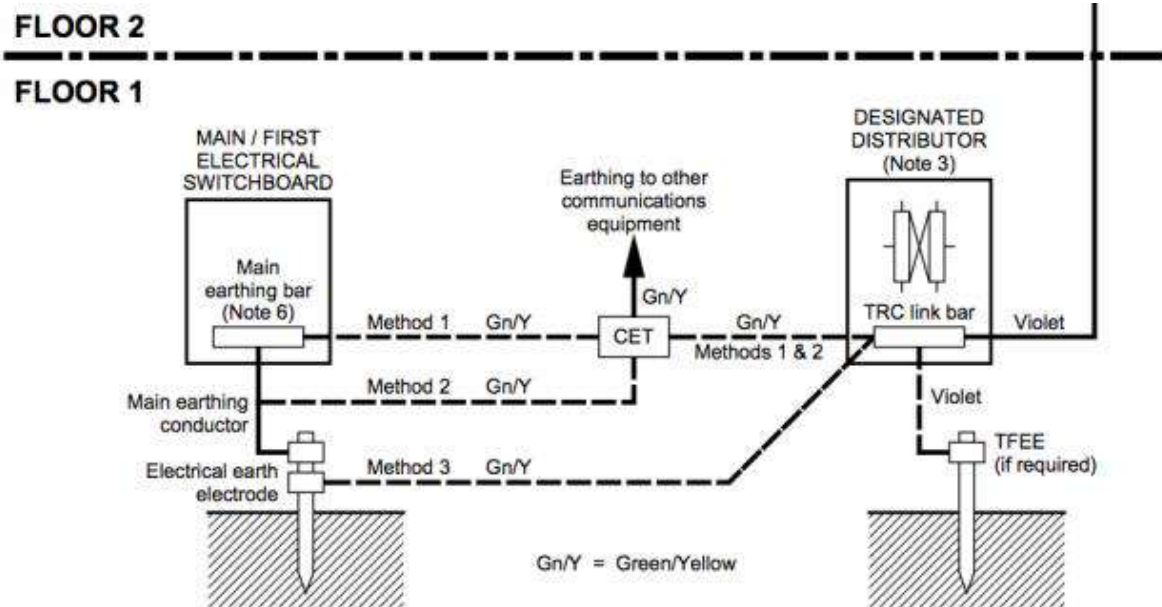 FLOOR 2
FLOOR 1
MAIN / FIRST
ELECTRICAL
SWITCHBOARD
Main
earthing bar
(Note 6)
Earthing to other
communications
equipment
DESIGNATED
DISTRIBUTOR
(Note 3)
TRC link bar
Violet
Gn/Y
Method 1 Gn/Y
CET
Gn/Y
Methods 1 & 2
Method 2 Gn/Y
Main earthing
conductor
Violet
Electrical earth
electrode
Method 3 Gn/Y
TFEE
(if required)
Gn/Y = Green/Yellow